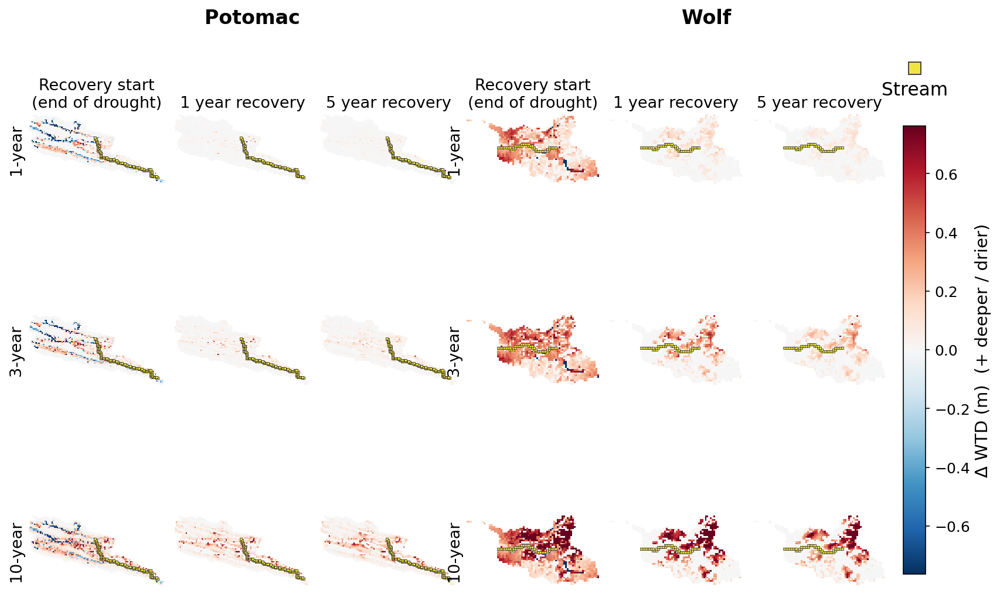 Potomac
Wolf
Recovery start
(end of drought)
1 year recovery
5 year recovery
Recovery start
(end of drought)
1 year recovery
5 year recovery
Stream
1-year
1-year
3-year
3-year
10-year
10-year
0.6
0.4
0.2
0.0
−0.2
−0.4
−0.6
Δ WTD (m)  (+ deeper / drier)